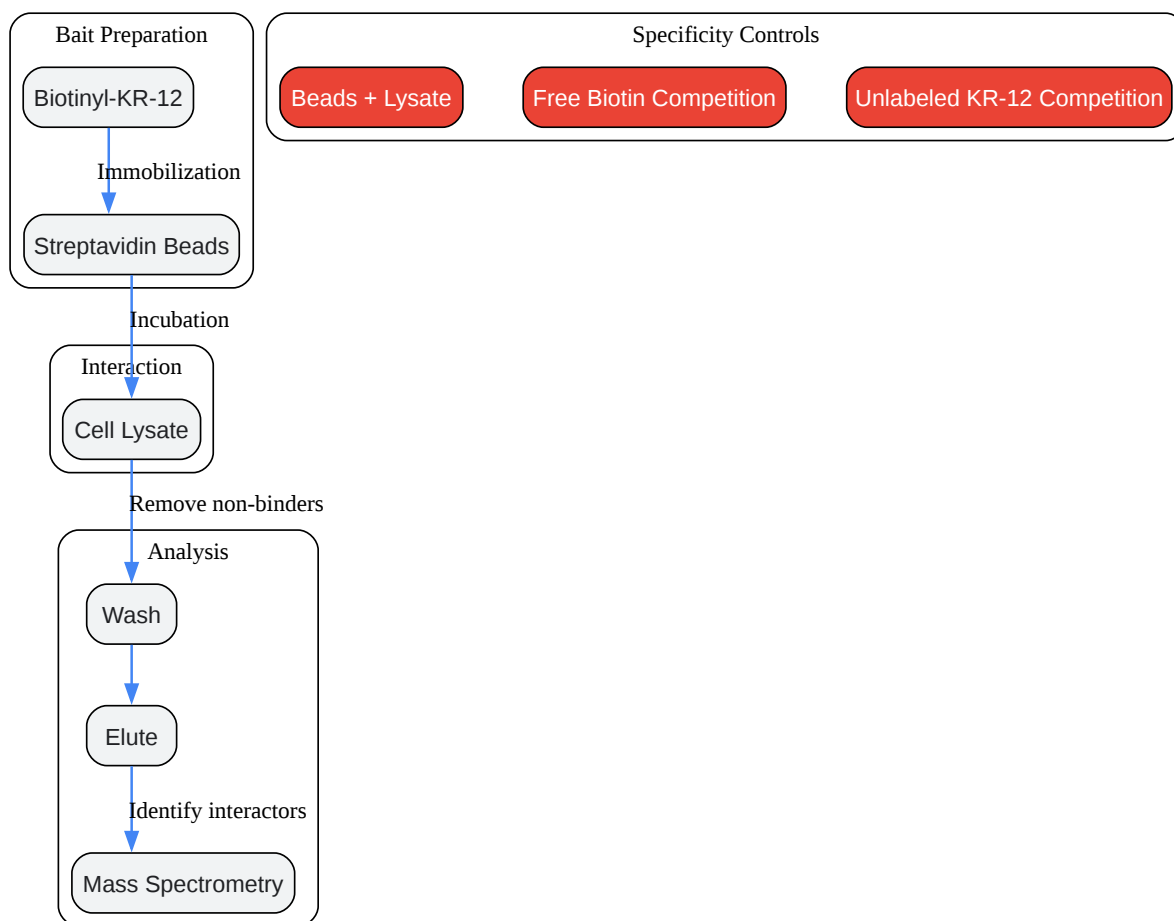 Bait Preparation
Biotinyl-KR-12
Immobilization
Streptavidin Beads
Incubation
Interaction
Cell Lysate
Remove non-binders
Analysis
Wash
Elute
Identify interactors
Mass Spectrometry
Specificity Controls
Beads + Lysate
Free Biotin Competition
Unlabeled KR-12 Competition